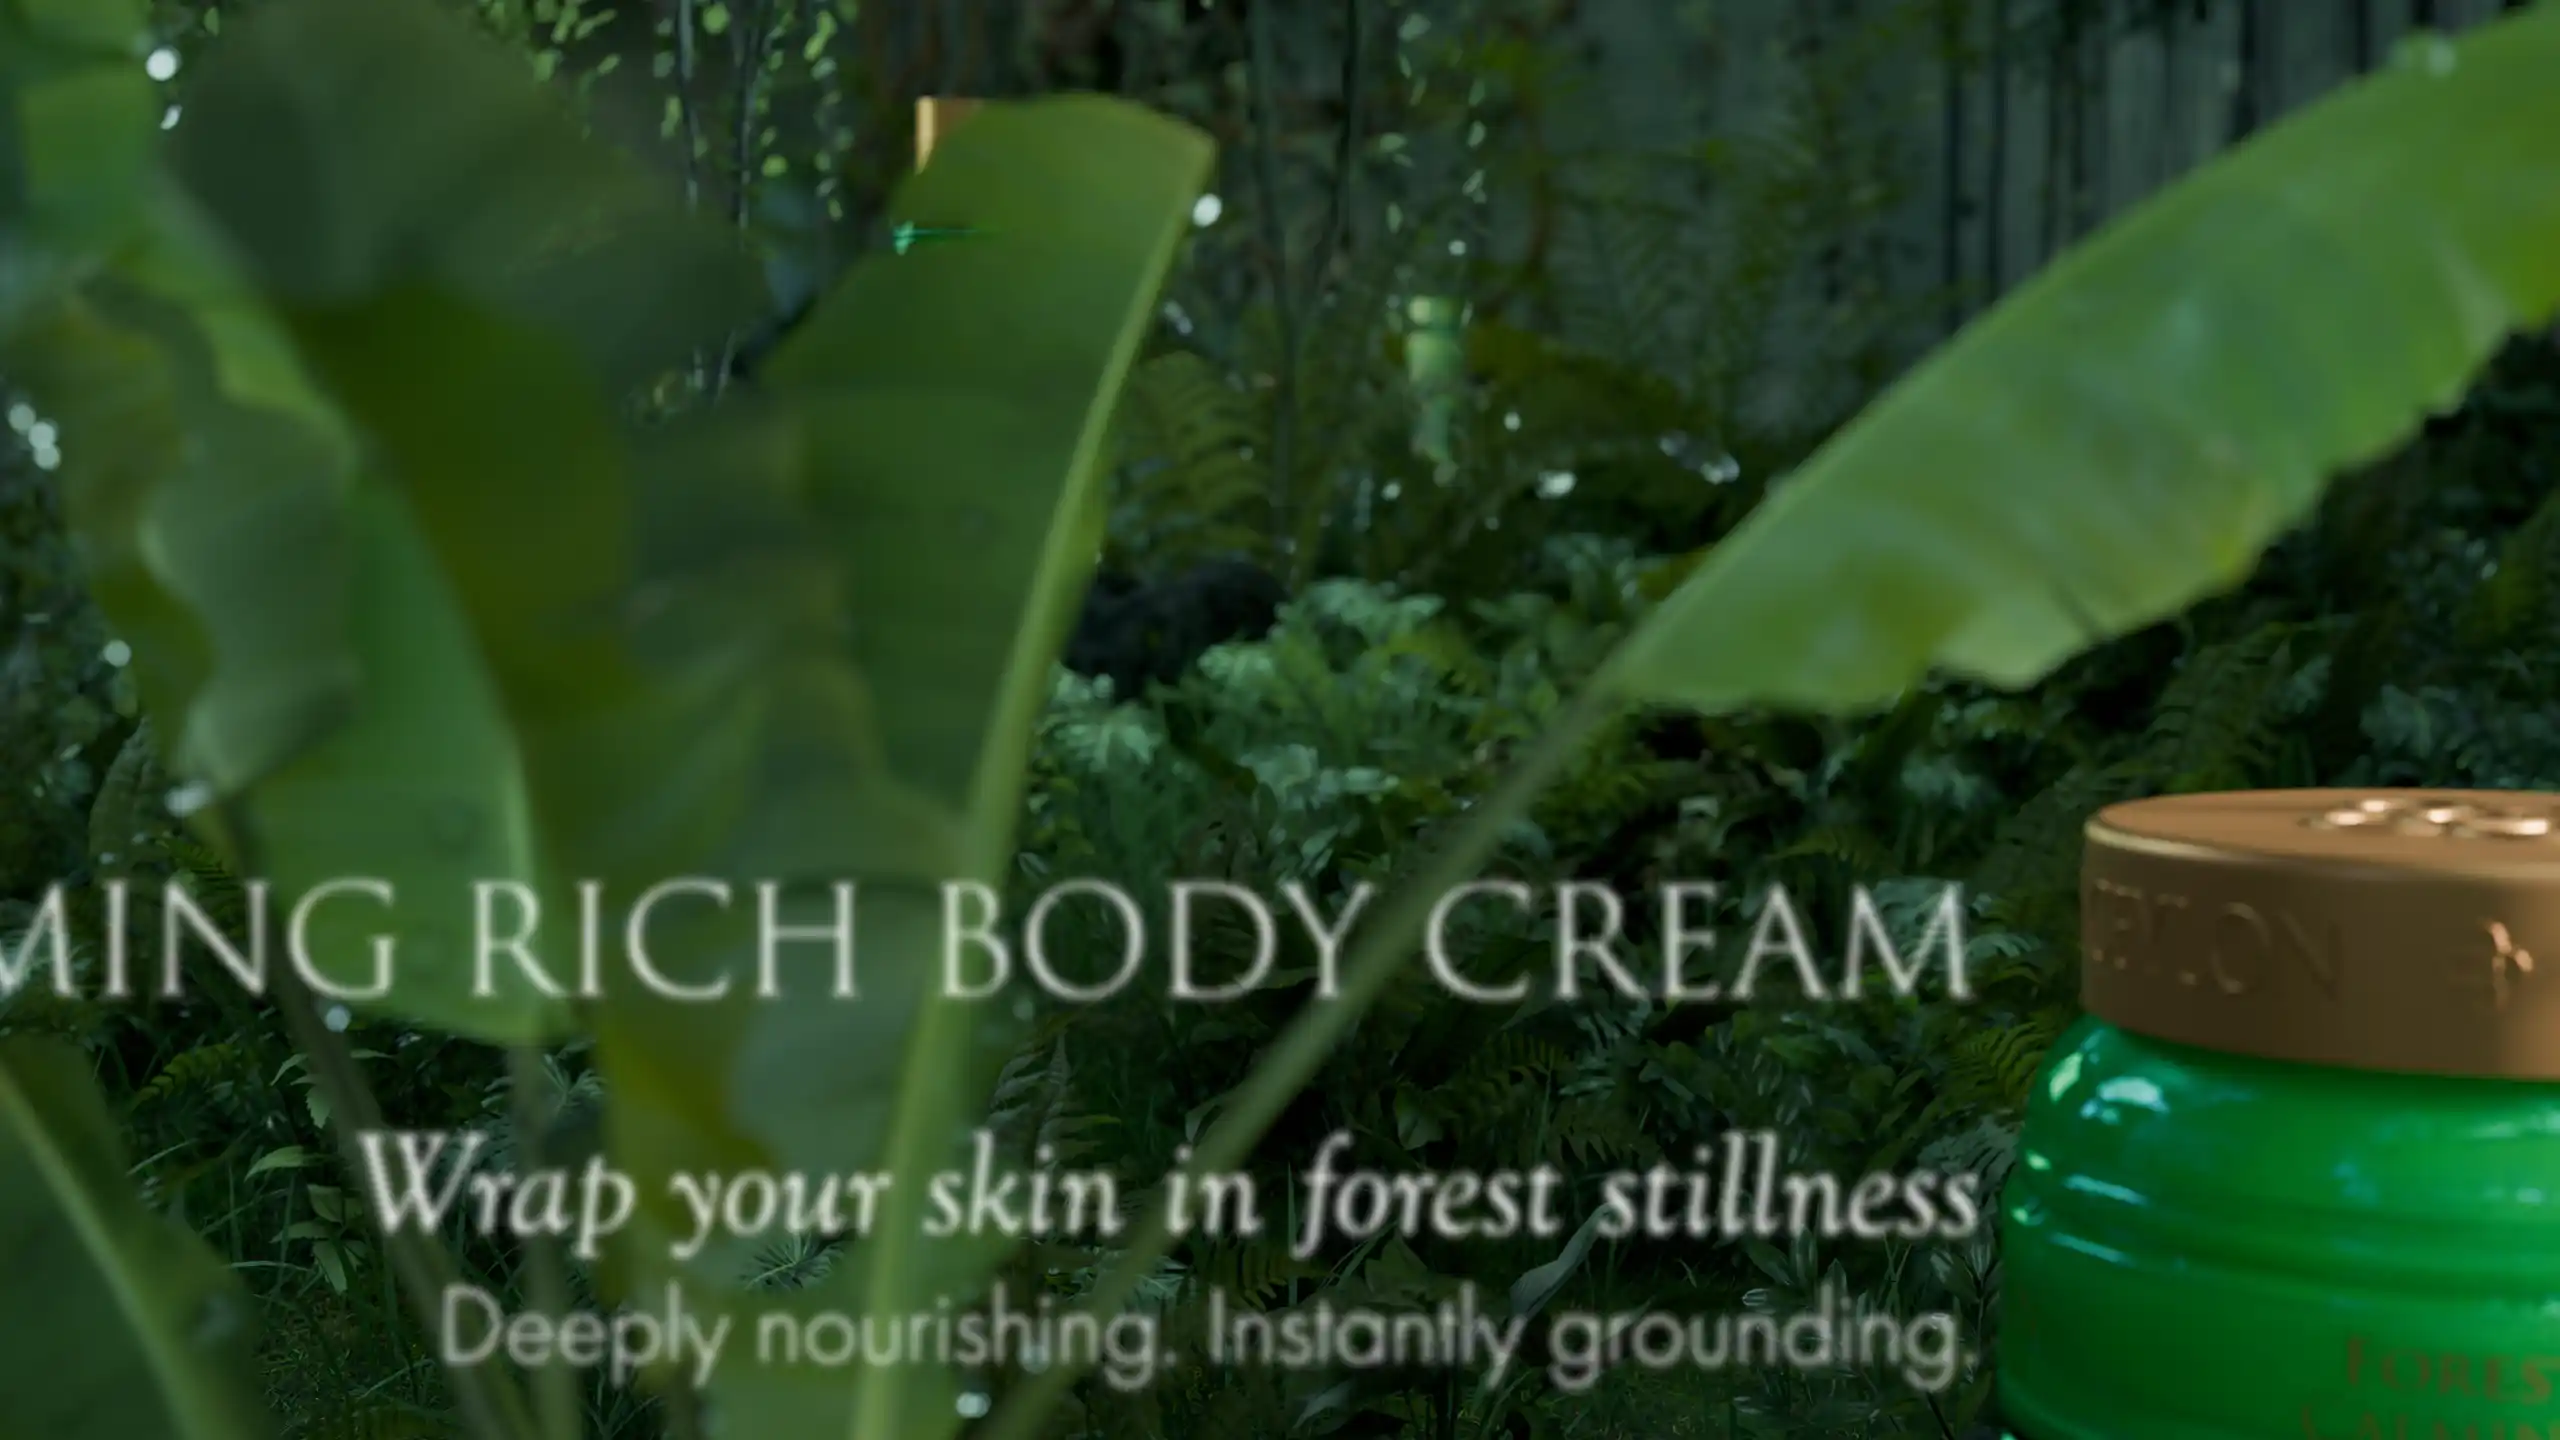 MING RICH BODY CREAM
Wrap your skin in forest stillness
Deeply nourishing. Instantly grounding.